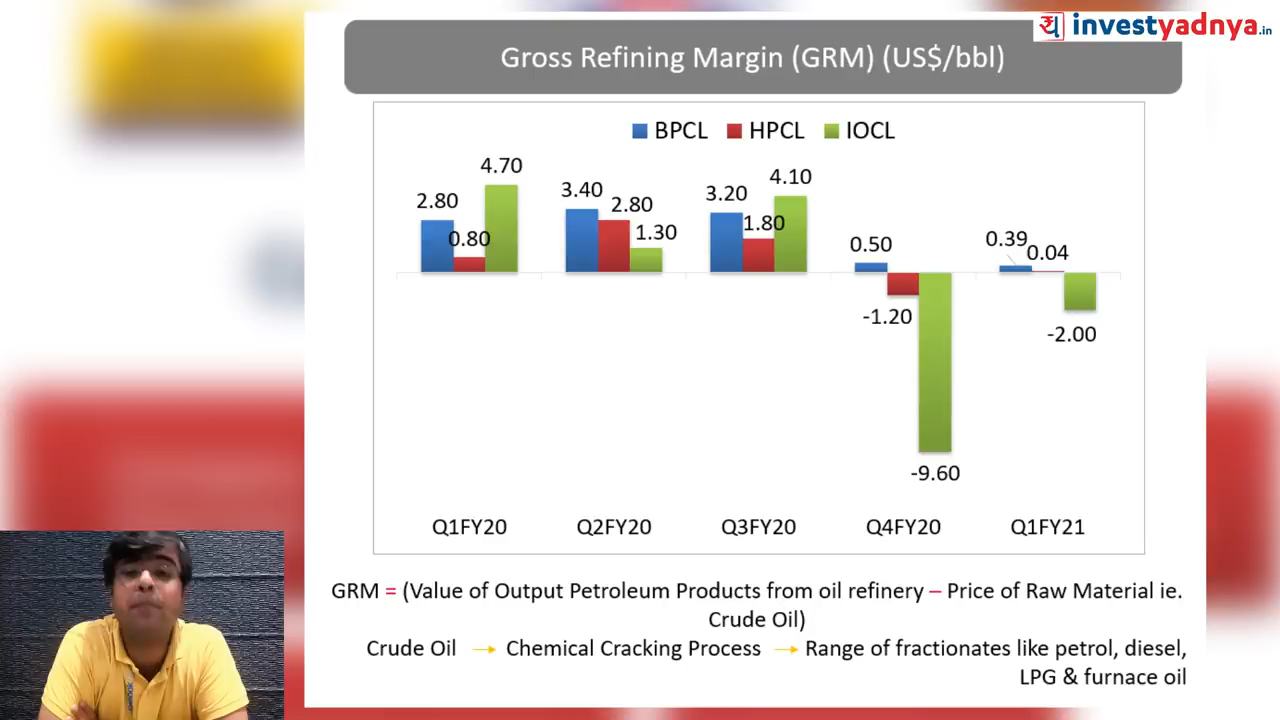 investyadnya.in
Gross Refining Margin (GRM) (US$/bbl)
BPCL HPCL IOCL
2.80 0.80 4.70
3.40 2.80 1.30
3.20 1.80 4.10
0.50 -1.20 -9.60
0.39 0.04 -2.00
Q1FY20 Q2FY20 Q3FY20 Q4FY20 Q1FY21
GRM = (Value of Output Petroleum Products from oil refinery – Price of Raw Material ie.
Crude Oil)
Crude Oil → Chemical Cracking Process → Range of fractionates like petrol, diesel,
LPG & furnace oil